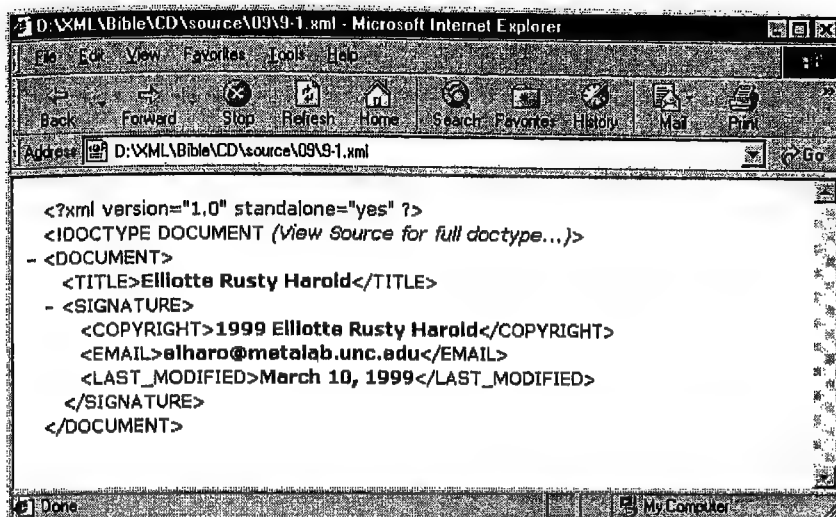 D:\XML\Bible\CD\source\09\9-1.xml - Microsoft Internet Explorer
File Edit View Favorites Tools Help
Back Forward Stop Refresh Home Search Favorites History Mail Print
Address D:\XML\Bible\CD\source\09\9-1.xml Go
<?xml version="1.0" standalone="yes" ?>
<!DOCTYPE DOCUMENT (View Source for full doctype...)>
- <DOCUMENT>
<TITLE>Elliotte Rusty Harold</TITLE>
- <SIGNATURE>
<COPYRIGHT>1999 Elliotte Rusty Harold</COPYRIGHT>
<EMAIL>elharo@metalab.unc.edu</EMAIL>
<LAST_MODIFIED>March 10, 1999</LAST_MODIFIED>
</SIGNATURE>
</DOCUMENT>
Done My Computer